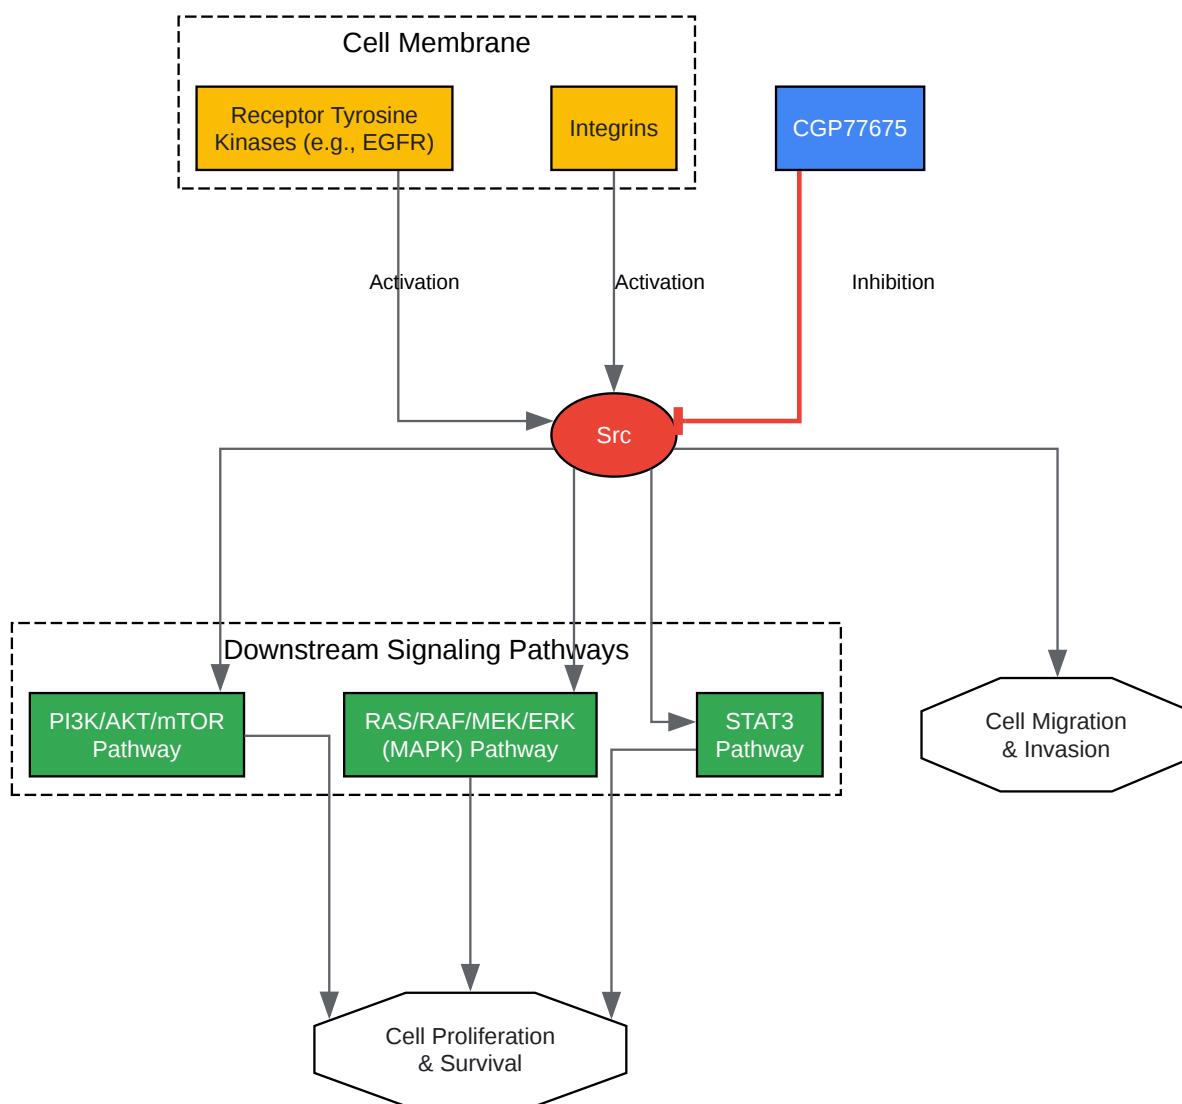 Cell Membrane
Receptor Tyrosine
Kinases (e.g., EGFR)
Integrins
CGP77675
Activation
Activation
Inhibition
Src
Downstream Signaling Pathways
PI3K/AKT/mTOR
Pathway
RAS/RAF/MEK/ERK
(MAPK) Pathway
STAT3
Pathway
Cell Migration
& Invasion
Cell Proliferation
& Survival